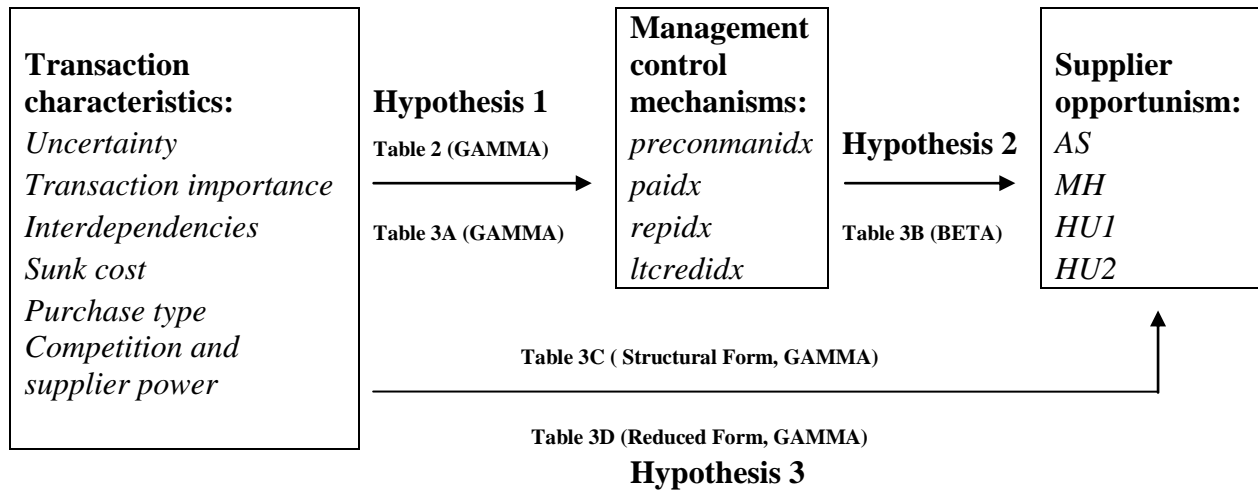 Transaction
characteristics:
Uncertainty
Transaction importance
Interdependencies
Sunk cost
Purchase type
Competition and
supplier power
Hypothesis 1
Table 2 (GAMMA)
Table 3A (GAMMA)
Management
control
mechanisms:
preconmanidx
paidx
repidx
ltcredidx
Hypothesis 2
Table 3B (BETA)
Supplier
opportunism:
AS
MH
HU1
HU2
Table 3C ( Structural Form, GAMMA)
Table 3D (Reduced Form, GAMMA)
Hypothesis 3